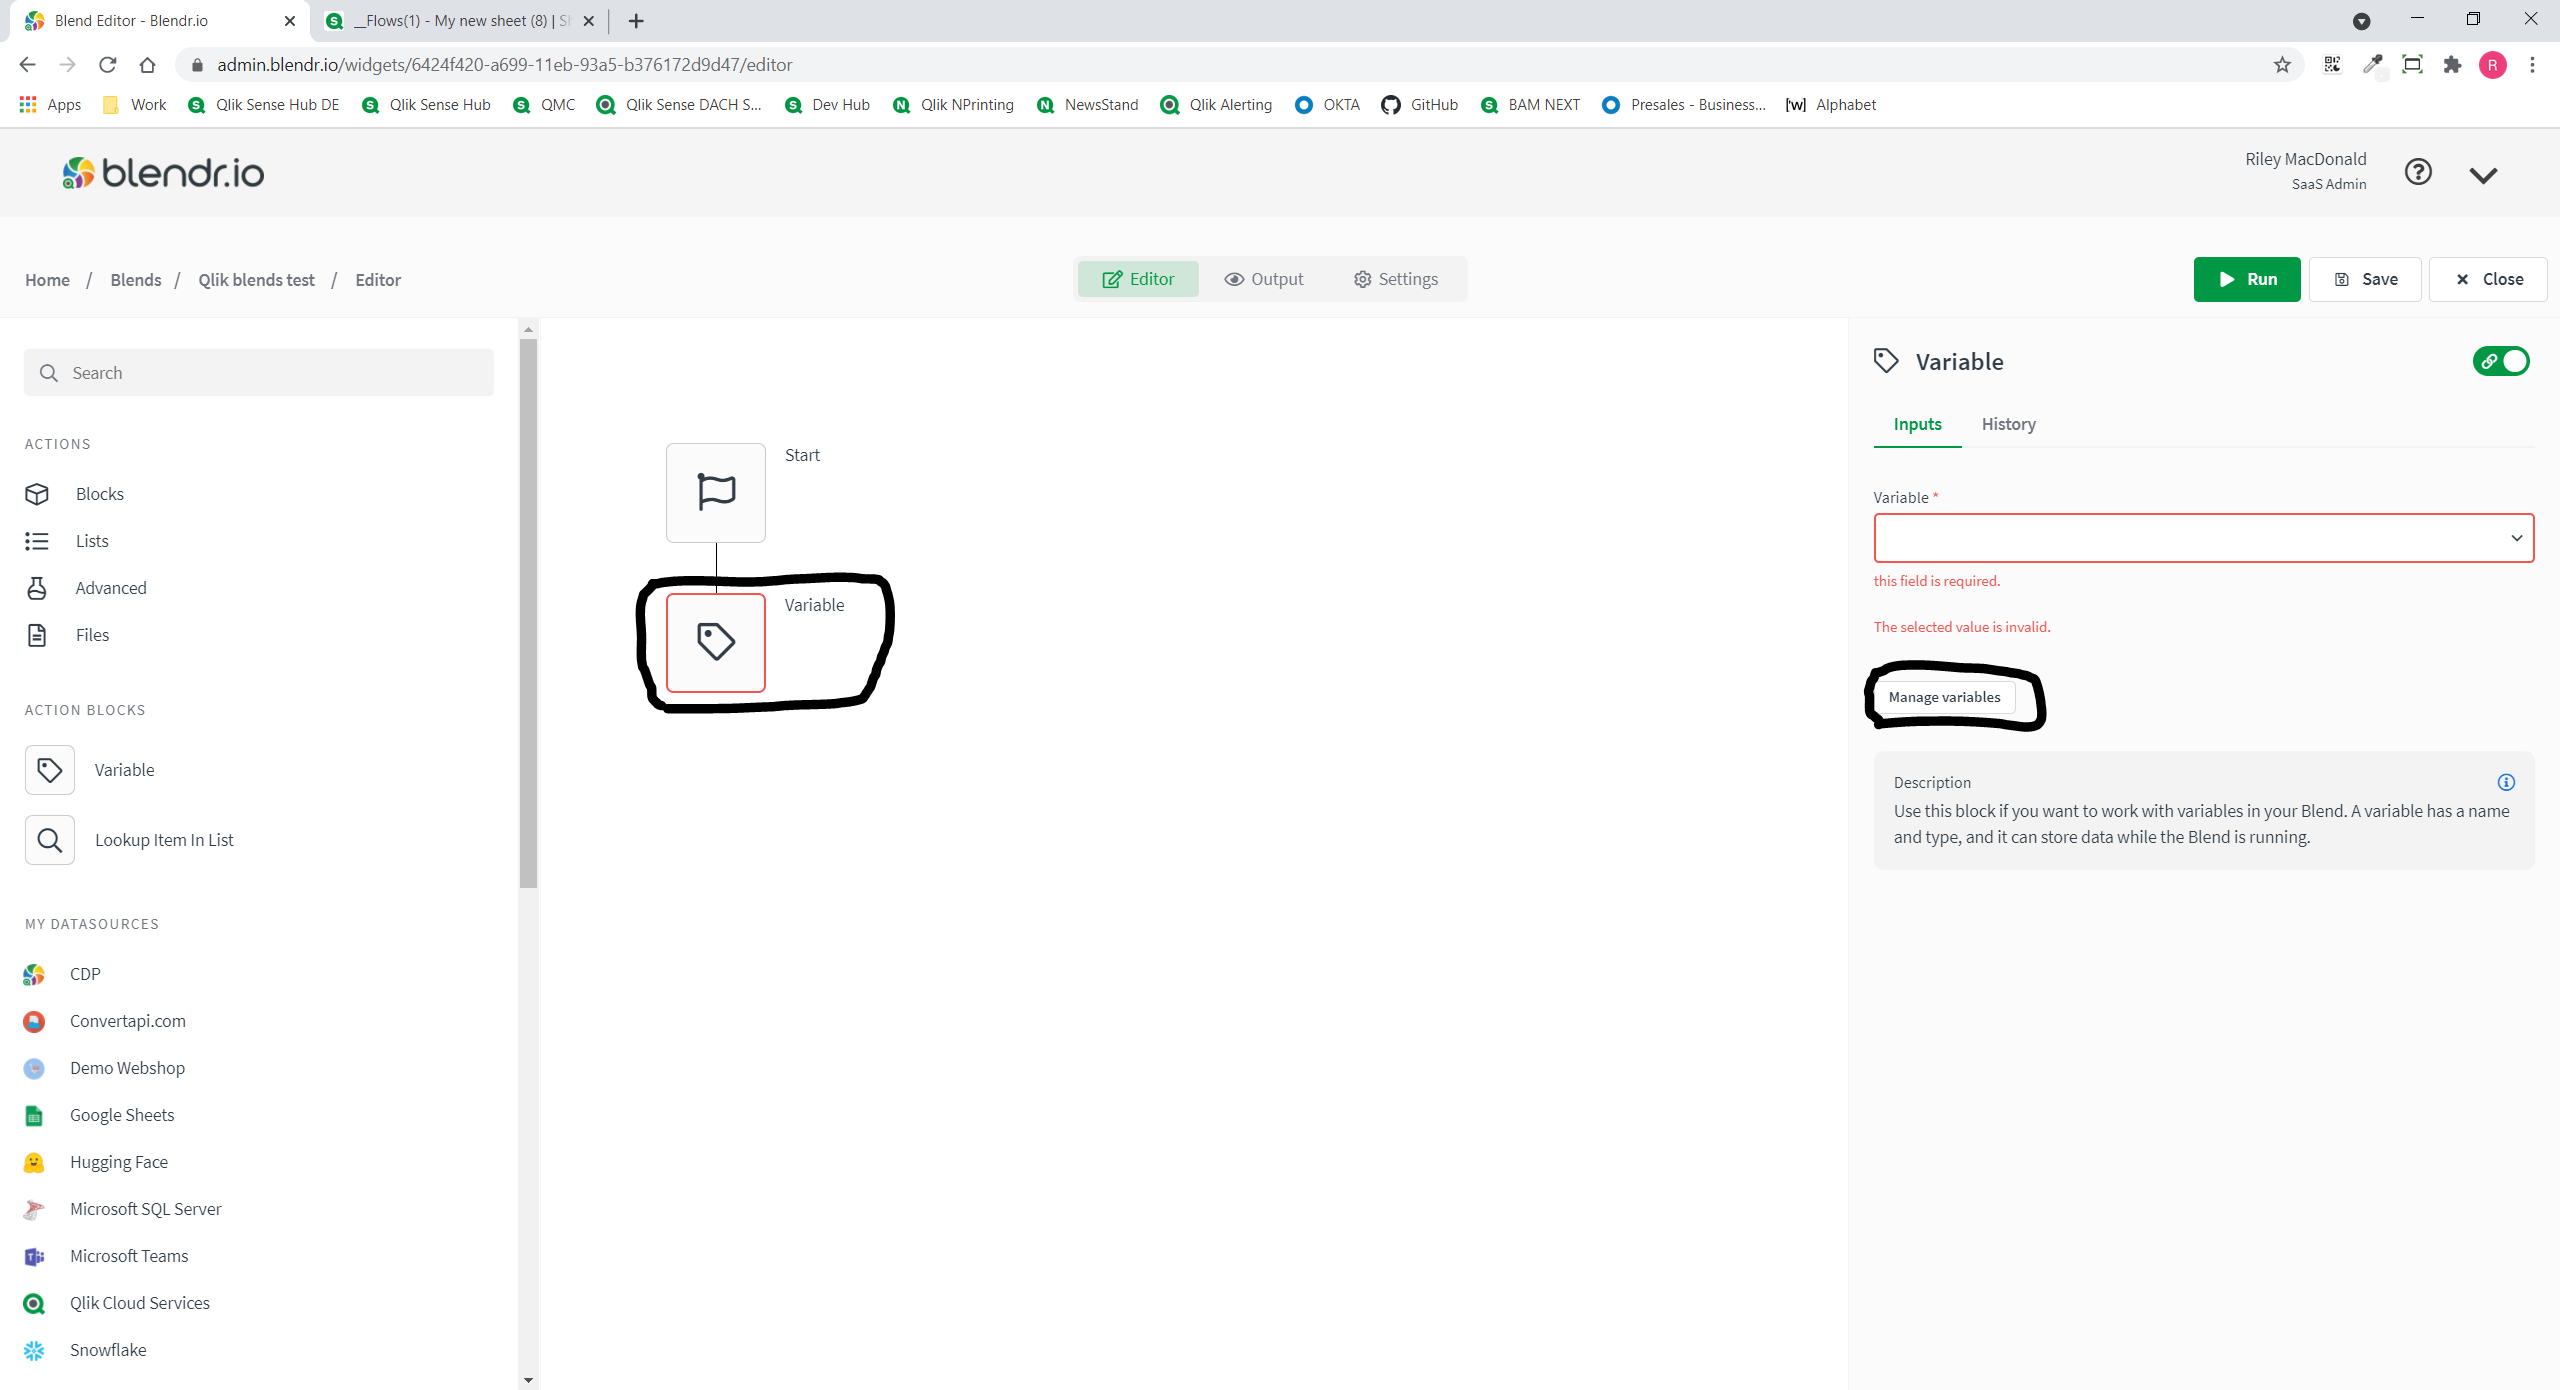 Blend Editor - Blendr.io
__Flows(1) - My new sheet (8) | S
admin.blendr.io/widgets/6424f420-a699-11eb-93a5-b376172d9d47/editor
R
Apps Work Qlik Sense Hub DE Qlik Sense Hub QMC Qlik Sense DACH S... Dev Hub Qlik NPrinting NewsStand Qlik Alerting OKTA GitHub BAM NEXT Presales - Business... Alphabet
blendr.io
Riley MacDonald
SaaS Admin
Home / Blends / Qlik blends test / Editor
Editor Output Settings
Run Save Close
Search
ACTIONS
Blocks
Lists
Advanced
Files
ACTION BLOCKS
Variable
Lookup Item In List
MY DATASOURCES
CDP
Convertapi.com
Demo Webshop
Google Sheets
Hugging Face
Microsoft SQL Server
Microsoft Teams
Qlik Cloud Services
Snowflake
Start
Variable
Variable
Inputs History
Variable *
this field is required.
The selected value is invalid.
Manage variables
Description
Use this block if you want to work with variables in your Blend. A variable has a name
and type, and it can store data while the Blend is running.